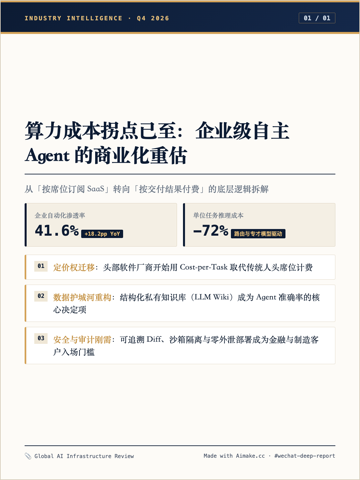 INDUSTRY INTELLIGENCE · Q4 2026
01 / 01
算力成本拐点已至：企业级自主
Agent 的商业化重估
从「按席位订阅 SaaS」转向「按交付结果付费」的底层逻辑拆解
企业自动化渗透率
41.6% +18.2pp YoY
单位任务推理成本
−72% 路由与专才模型驱动
01 定价权迁移：头部软件厂商开始用 Cost-per-Task 取代传统人头席位计费
02 数据护城河重构：结构化私有知识库（LLM Wiki）成为 Agent 准确率的核
心决定项
03 安全与审计刚需：可追溯 Diff、沙箱隔离与零外泄部署成为金融与制造客
户入场门槛
📎 Global AI Infrastructure Review
Made with Aimake.cc · #wechat-deep-report